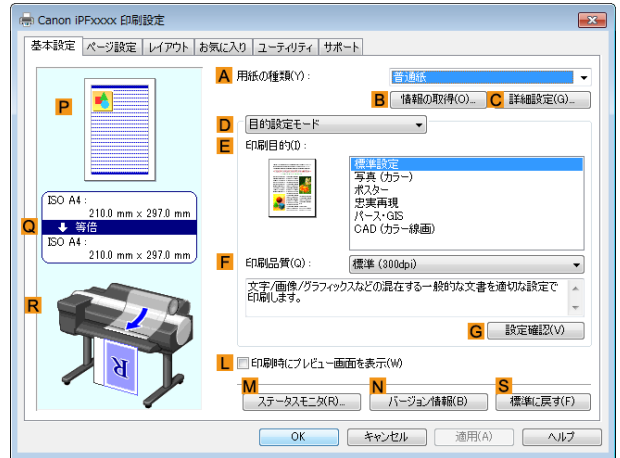 Canon iPFxxxx 印刷設定
基本設定 ページ設定 レイアウト お気に入り ユーティリティ サポート
A 用紙の種類(Y): 普通紙
B 情報の取得(O)... C 詳細設定(G)...
P
D 目的設定モード
E 印刷目的(I):
標準設定
写真 (カラー)
ポスター
忠実再現
パース・GIS
CAD (カラー線画)
ISO A4 :
210.0 mm x 297.0 mm
Q 等倍
ISO A4 :
210.0 mm x 297.0 mm
F 印刷品質(Q): 標準 (300dpi)
文字/画像/グラフィックスなどの混在する一般的な文書を適切な設定で
印刷します。
R
G 設定確認(V)
R
L 印刷時にプレビュー画面を表示(W)
M N S
ステータスモニタ(R)... バージョン情報(B) 標準に戻す(F)
OK キャンセル 適用(A) ヘルプ